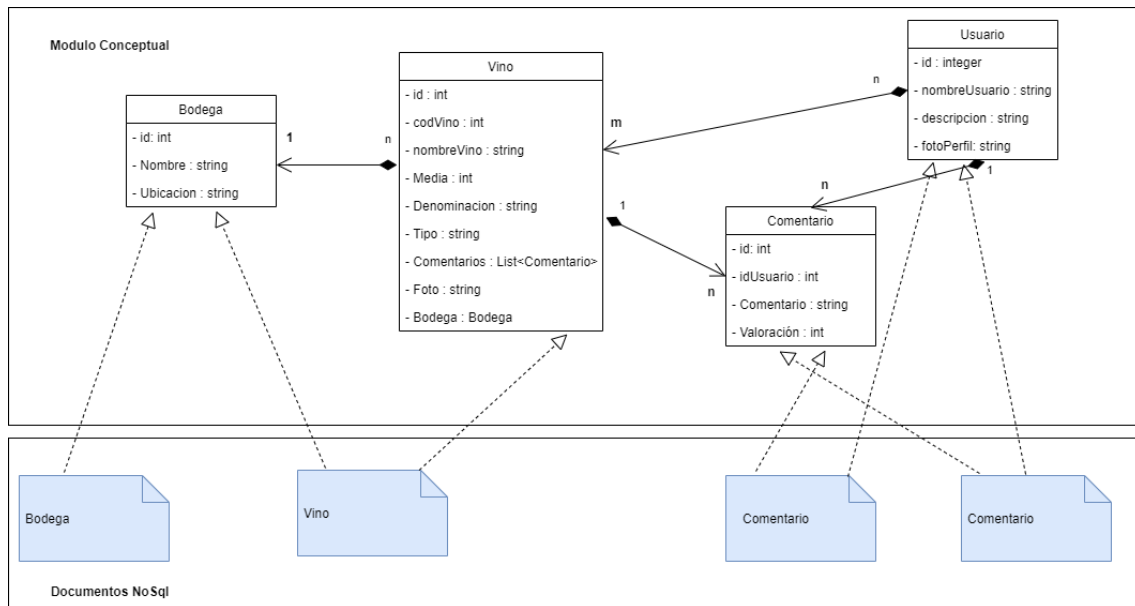 Modulo Conceptual
Bodega
- id: int
- Nombre : string
- Ubicacion : string
1
n
Vino
- id : int
- codVino : int
- nombreVino : string
- Media : int
- Denominacion : string
- Tipo : string
- Comentarios : List<Comentario>
- Foto : string
- Bodega : Bodega
m
n
1
n
Usuario
- id : integer
- nombreUsuario : string
- descripcion : string
- fotoPerfil: string
1
n
Comentario
- id: int
- idUsuario : int
- Comentario : string
- Valoración : int
Bodega
Vino
Comentario
Comentario
Documentos NoSql